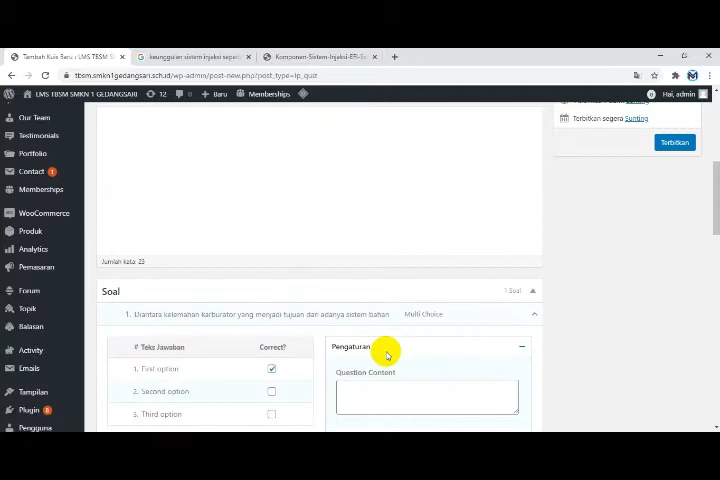 Tambah Kuis Baru ‹ LMS TBSM S
keunggulan sistem injeksi sepeda
Komponen-Sistem-Injeksi-EFI-Se
tbsm.smkn1gedangsari.sch.id/wp-admin/post-new.php?post_type=lp_quiz
LMS TBSM SMKN 1 GEDANGSARI
12
0
Baru
Memberships
0
Hai, admin
Our Team
Testimonials
Portfolio
Contact 1
Memberships
WooCommerce
Produk
Analytics
Pemasaran
Forum
Topik
Balasan
Activity
Emails
Tampilan
Plugin 6
Pengguna
Sunting
Terbitkan segera Sunting
Terbitkan
Jumlah kata: 23
Soal
1 Soal
1. Diantara kelemahan karburator yang menjadi tujuan dari adanya sistem bahan
Multi Choice
# Teks Jawaban Correct?
1. First option
2. Second option
3. Third option
Pengaturan
Question Content